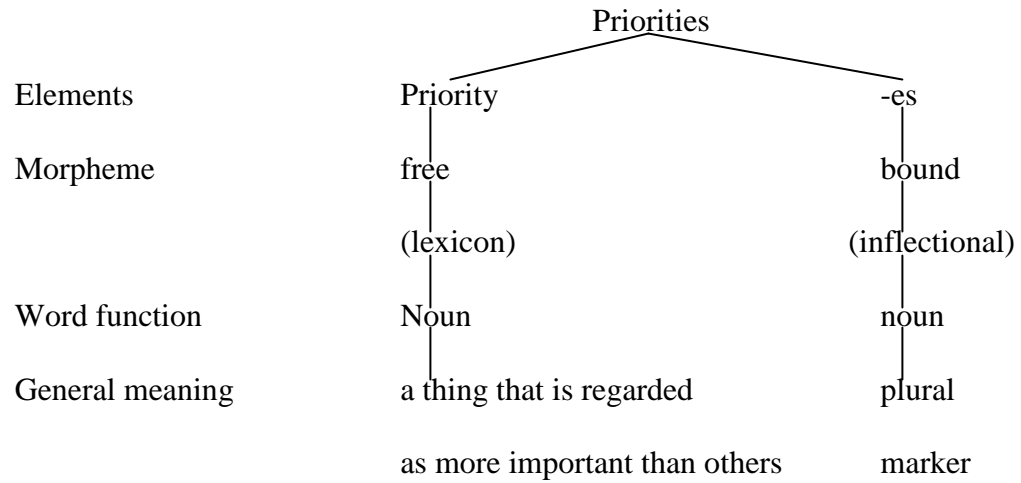 Priorities
Elements Priority -es
Morpheme free bound
(lexicon) (inflectional)
Word function Noun noun
General meaning a thing that is regarded plural
as more important than others marker